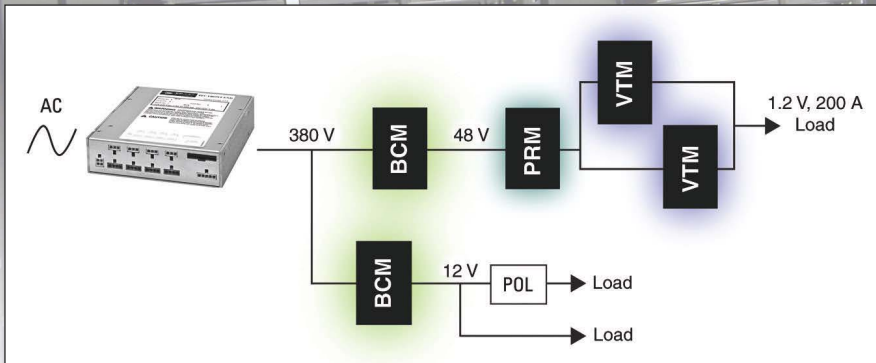 AC
380 V
BCM
48 V
PRM
VTM
VTM
1.2 V, 200 A
Load
BCM
12 V
POL
Load
Load